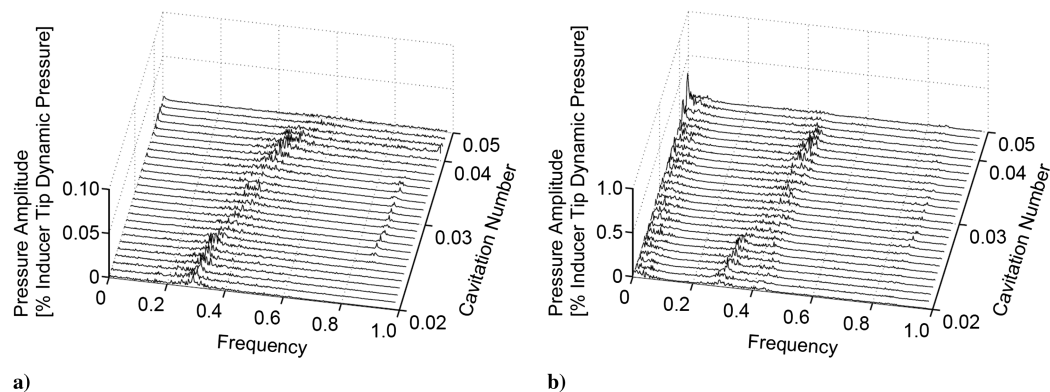 Pressure Amplitude
[% Inducer Tip Dynamic Pressure]
0.10
0.05
0
0
0.2
0.4
0.6
0.8
1.0
Frequency
0.02
0.03
0.04
0.05
Cavitation Number
a)
Pressure Amplitude
[% Inducer Tip Dynamic Pressure]
1.0
0.5
0
0
0.2
0.4
0.6
0.8
1.0
Frequency
0.02
0.03
0.04
0.05
Cavitation Number
b)